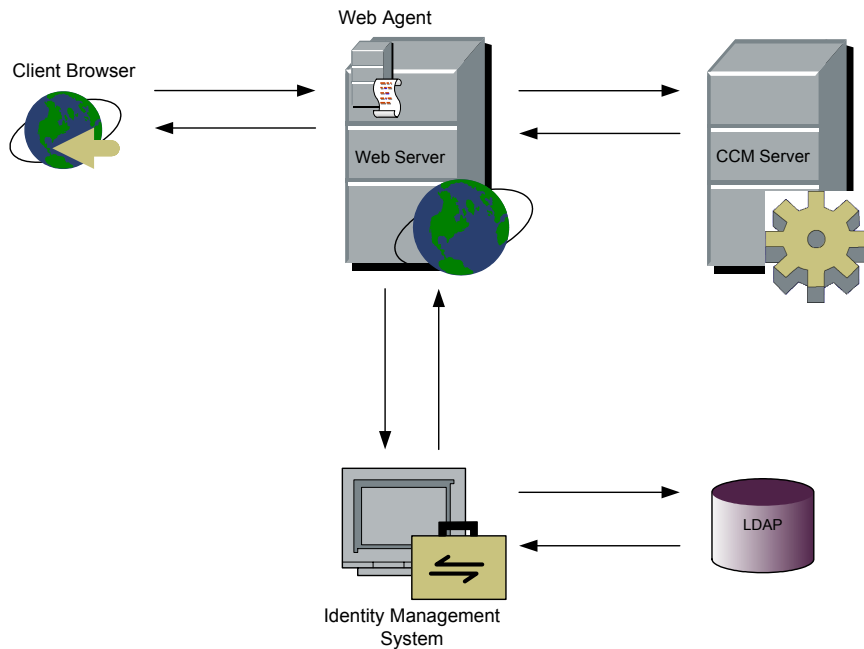 Web Agent
Client Browser
Web Server
CCM Server
LDAP
Identity Management
System